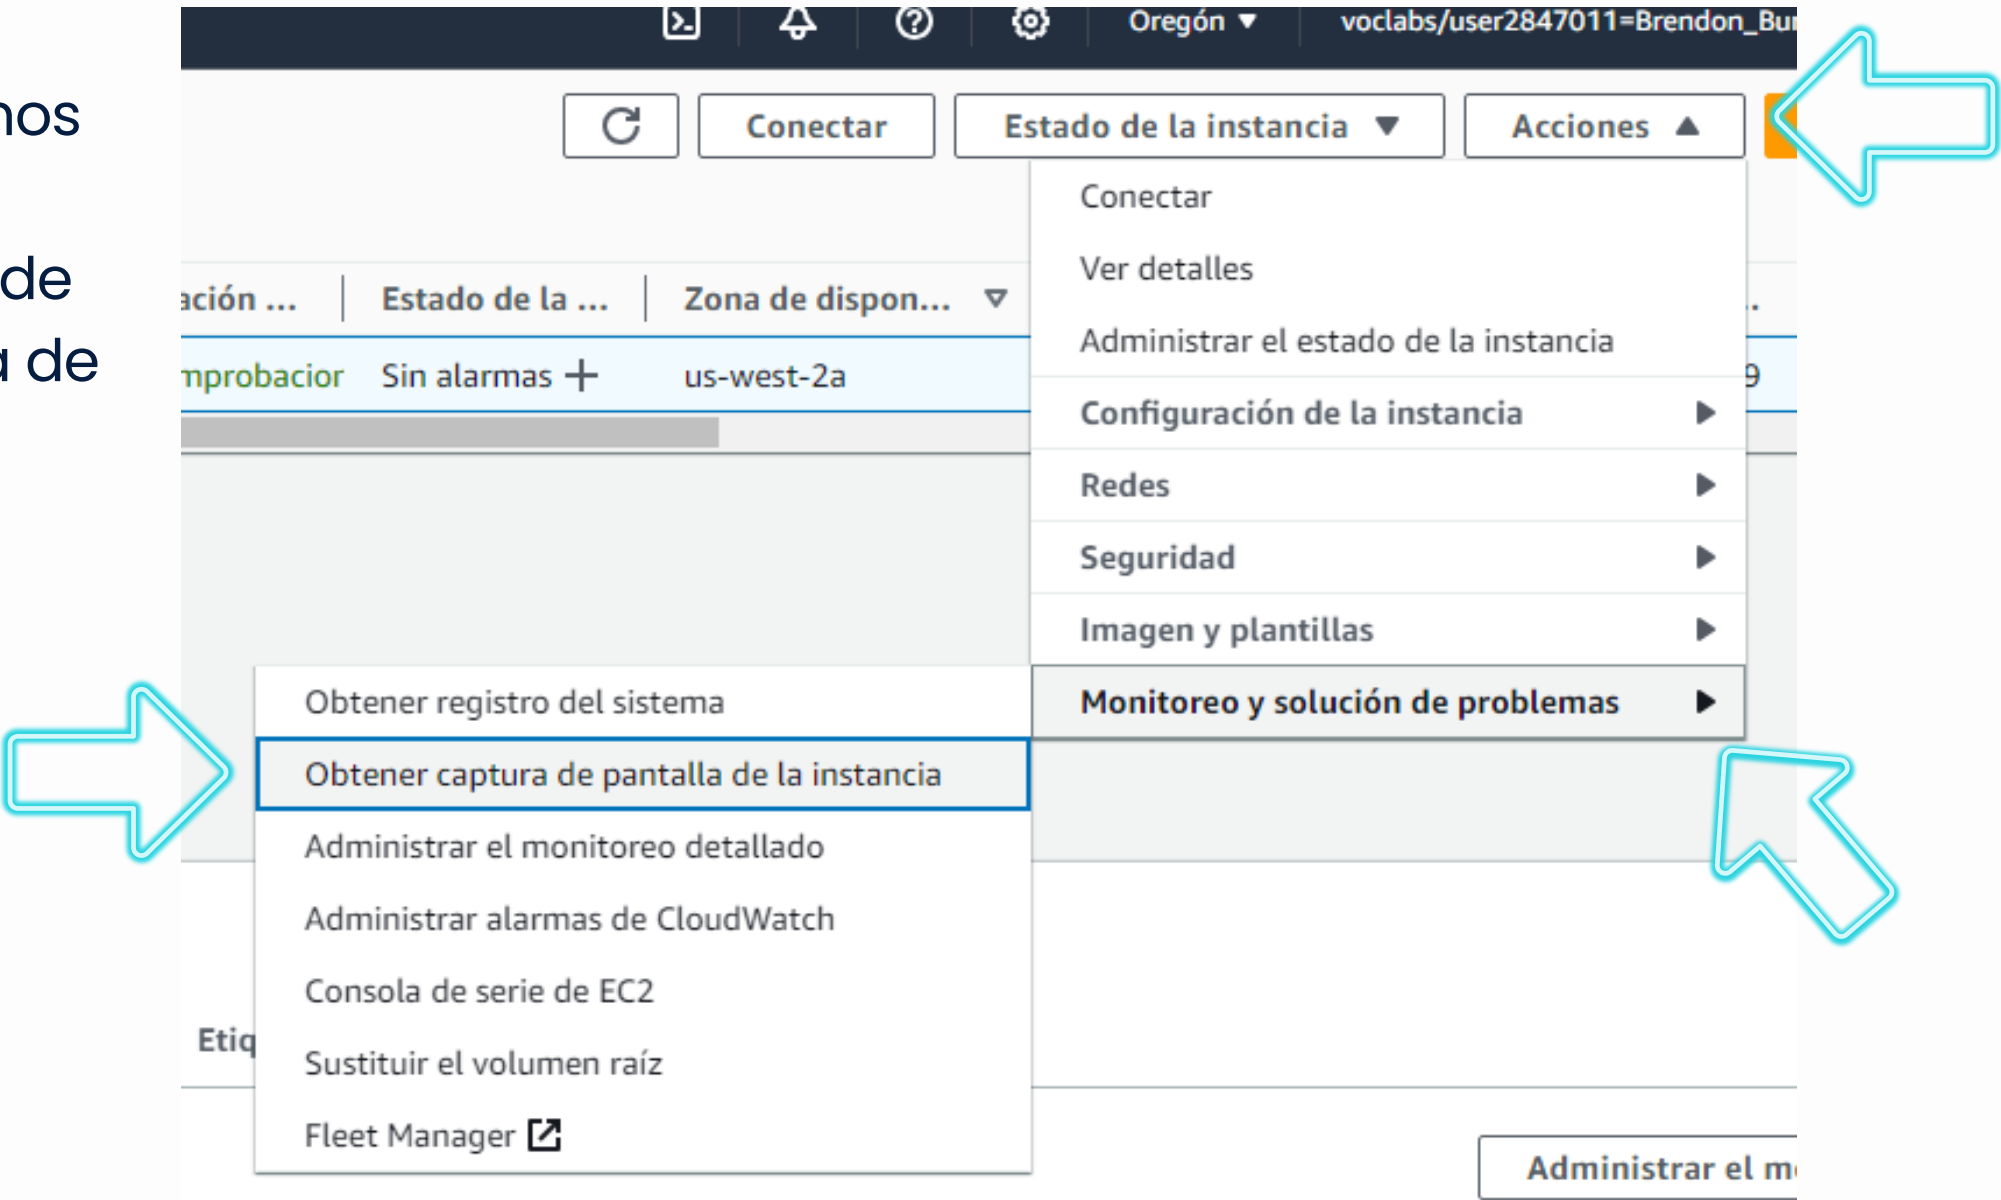 Oregón
voclabs/user2847011=Brendon_Bur
nos
Conectar
Estado de la instancia
Acciones
Conectar
de
Ver detalles
ación ...
Estado de la ...
Zona de dispon...
..
Administrar el estado de la instancia
a de
mprobacior
Sin alarmas
us-west-2a
9
Configuración de la instancia
Redes
Seguridad
Imagen y plantillas
Monitoreo y solución de problemas
Obtener registro del sistema
Obtener captura de pantalla de la instancia
Administrar el monitoreo detallado
Administrar alarmas de CloudWatch
Consola de serie de EC2
Etiq
Sustituir el volumen raíz
Fleet Manager
Administrar el m